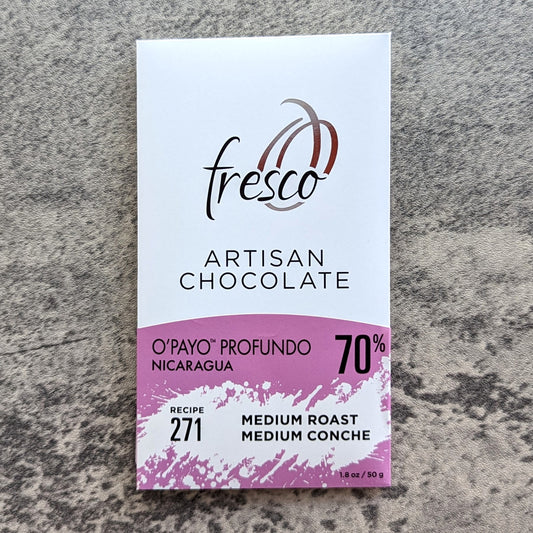 fresco
ARTISAN
CHOCOLATE
O'PAYO™ PROFUNDO
NICARAGUA
70%
RECIPE
271
MEDIUM ROAST
MEDIUM CONCHE
1.8 oz / 50 g